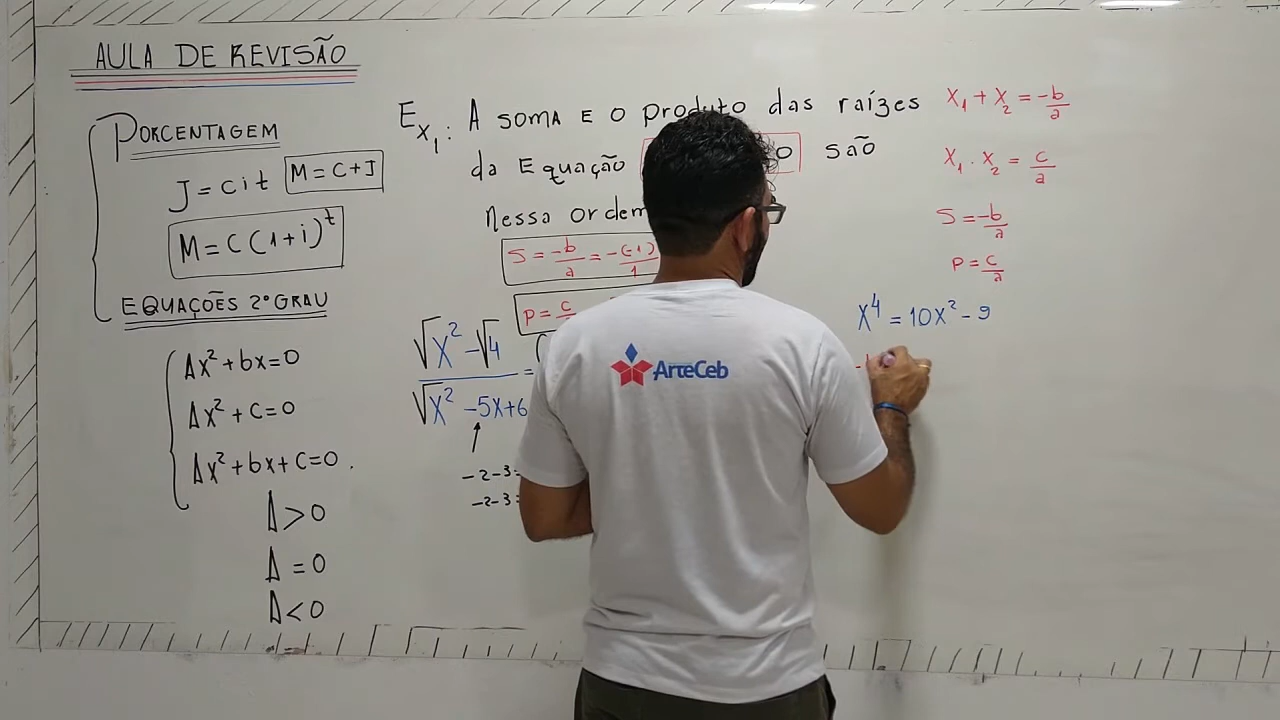 AULA DE REVISÃO
PORCENTAGEM
J = cit
M = C + J
M = C (1+i)^t
EQUAÇÕES 2º GRAU
Ax² + bx = 0
Ax² + C = 0
Ax² + bx + C = 0.
Δ > 0
Δ = 0
Δ < 0
Ex₁: A SOMA E O produto das raízes
da Equação
O são
Nessa Ordem
S = -b/a = -(-1)/1
P = c/a
√x² - √4
√x² - 5x + 6
=
-2-3=
-2-3=
X₁ + X₂ = -b/a
X₁ . X₂ = c/a
S = -b/a
P = c/a
X⁴ = 10X² - 9
ArteCeb